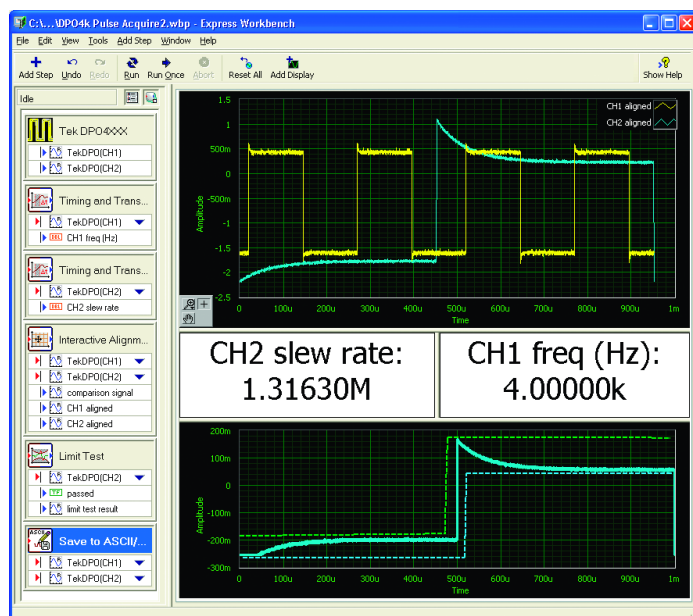 C:\...\DPO4k Pulse Acquire2.wbp - Express Workbench
File Edit View Tools Add Step Window Help
Add Step Undo Redo Run Run Once Abort Reset All Add Display Show Help
Idle
Tek DPO4XXX
TekDPO(CH1)
TekDPO(CH2)
Timing and Trans...
TekDPO(CH1)
DBL CH1 freq (Hz)
Timing and Trans...
TekDPO(CH2)
DBL CH2 slew rate
Interactive Alignm...
TekDPO(CH1)
TekDPO(CH2)
comparison signal
CH1 aligned
CH2 aligned
Limit Test
TekDPO(CH2)
TF passed
limit test result
ASCII
Save to ASCII/...
TekDPO(CH1)
TekDPO(CH2)
CH1 aligned
CH2 aligned
Amplitude
1.5
1
500m
0
-500m
-1
-1.5
-2
-2.5
0 100u 200u 300u 400u 500u 600u 700u 800u 900u 1m
Time
CH2 slew rate:
1.31630M
CH1 freq (Hz):
4.00000k
Amplitude
200m
100m
0
-100m
-200m
-300m
0 100u 200u 300u 400u 500u 600u 700u 800u 900u 1m
Time